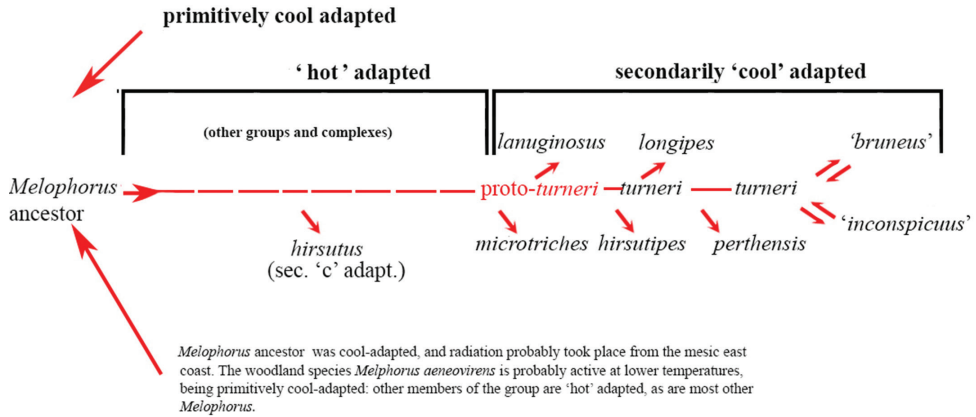 primitively cool adapted
‘ hot ’ adapted
secondarily ‘cool’ adapted
(other groups and complexes)
lanuginosus
longipes
‘bruneus’
Melophorus
ancestor
proto-turneri
turneri
turneri
‘inconspicuus’
hirsutus
(sec. ‘c’ adapt.)
microtriches
hirsutipes
perthensis
Melophorus ancestor was cool-adapted, and radiation probably took place from the mesic east
coast. The woodland species Melphorus aeneovirens is probably active at lower temperatures,
being primitively cool-adapted: other members of the group are ‘hot’ adapted, as are most other
Melophorus.